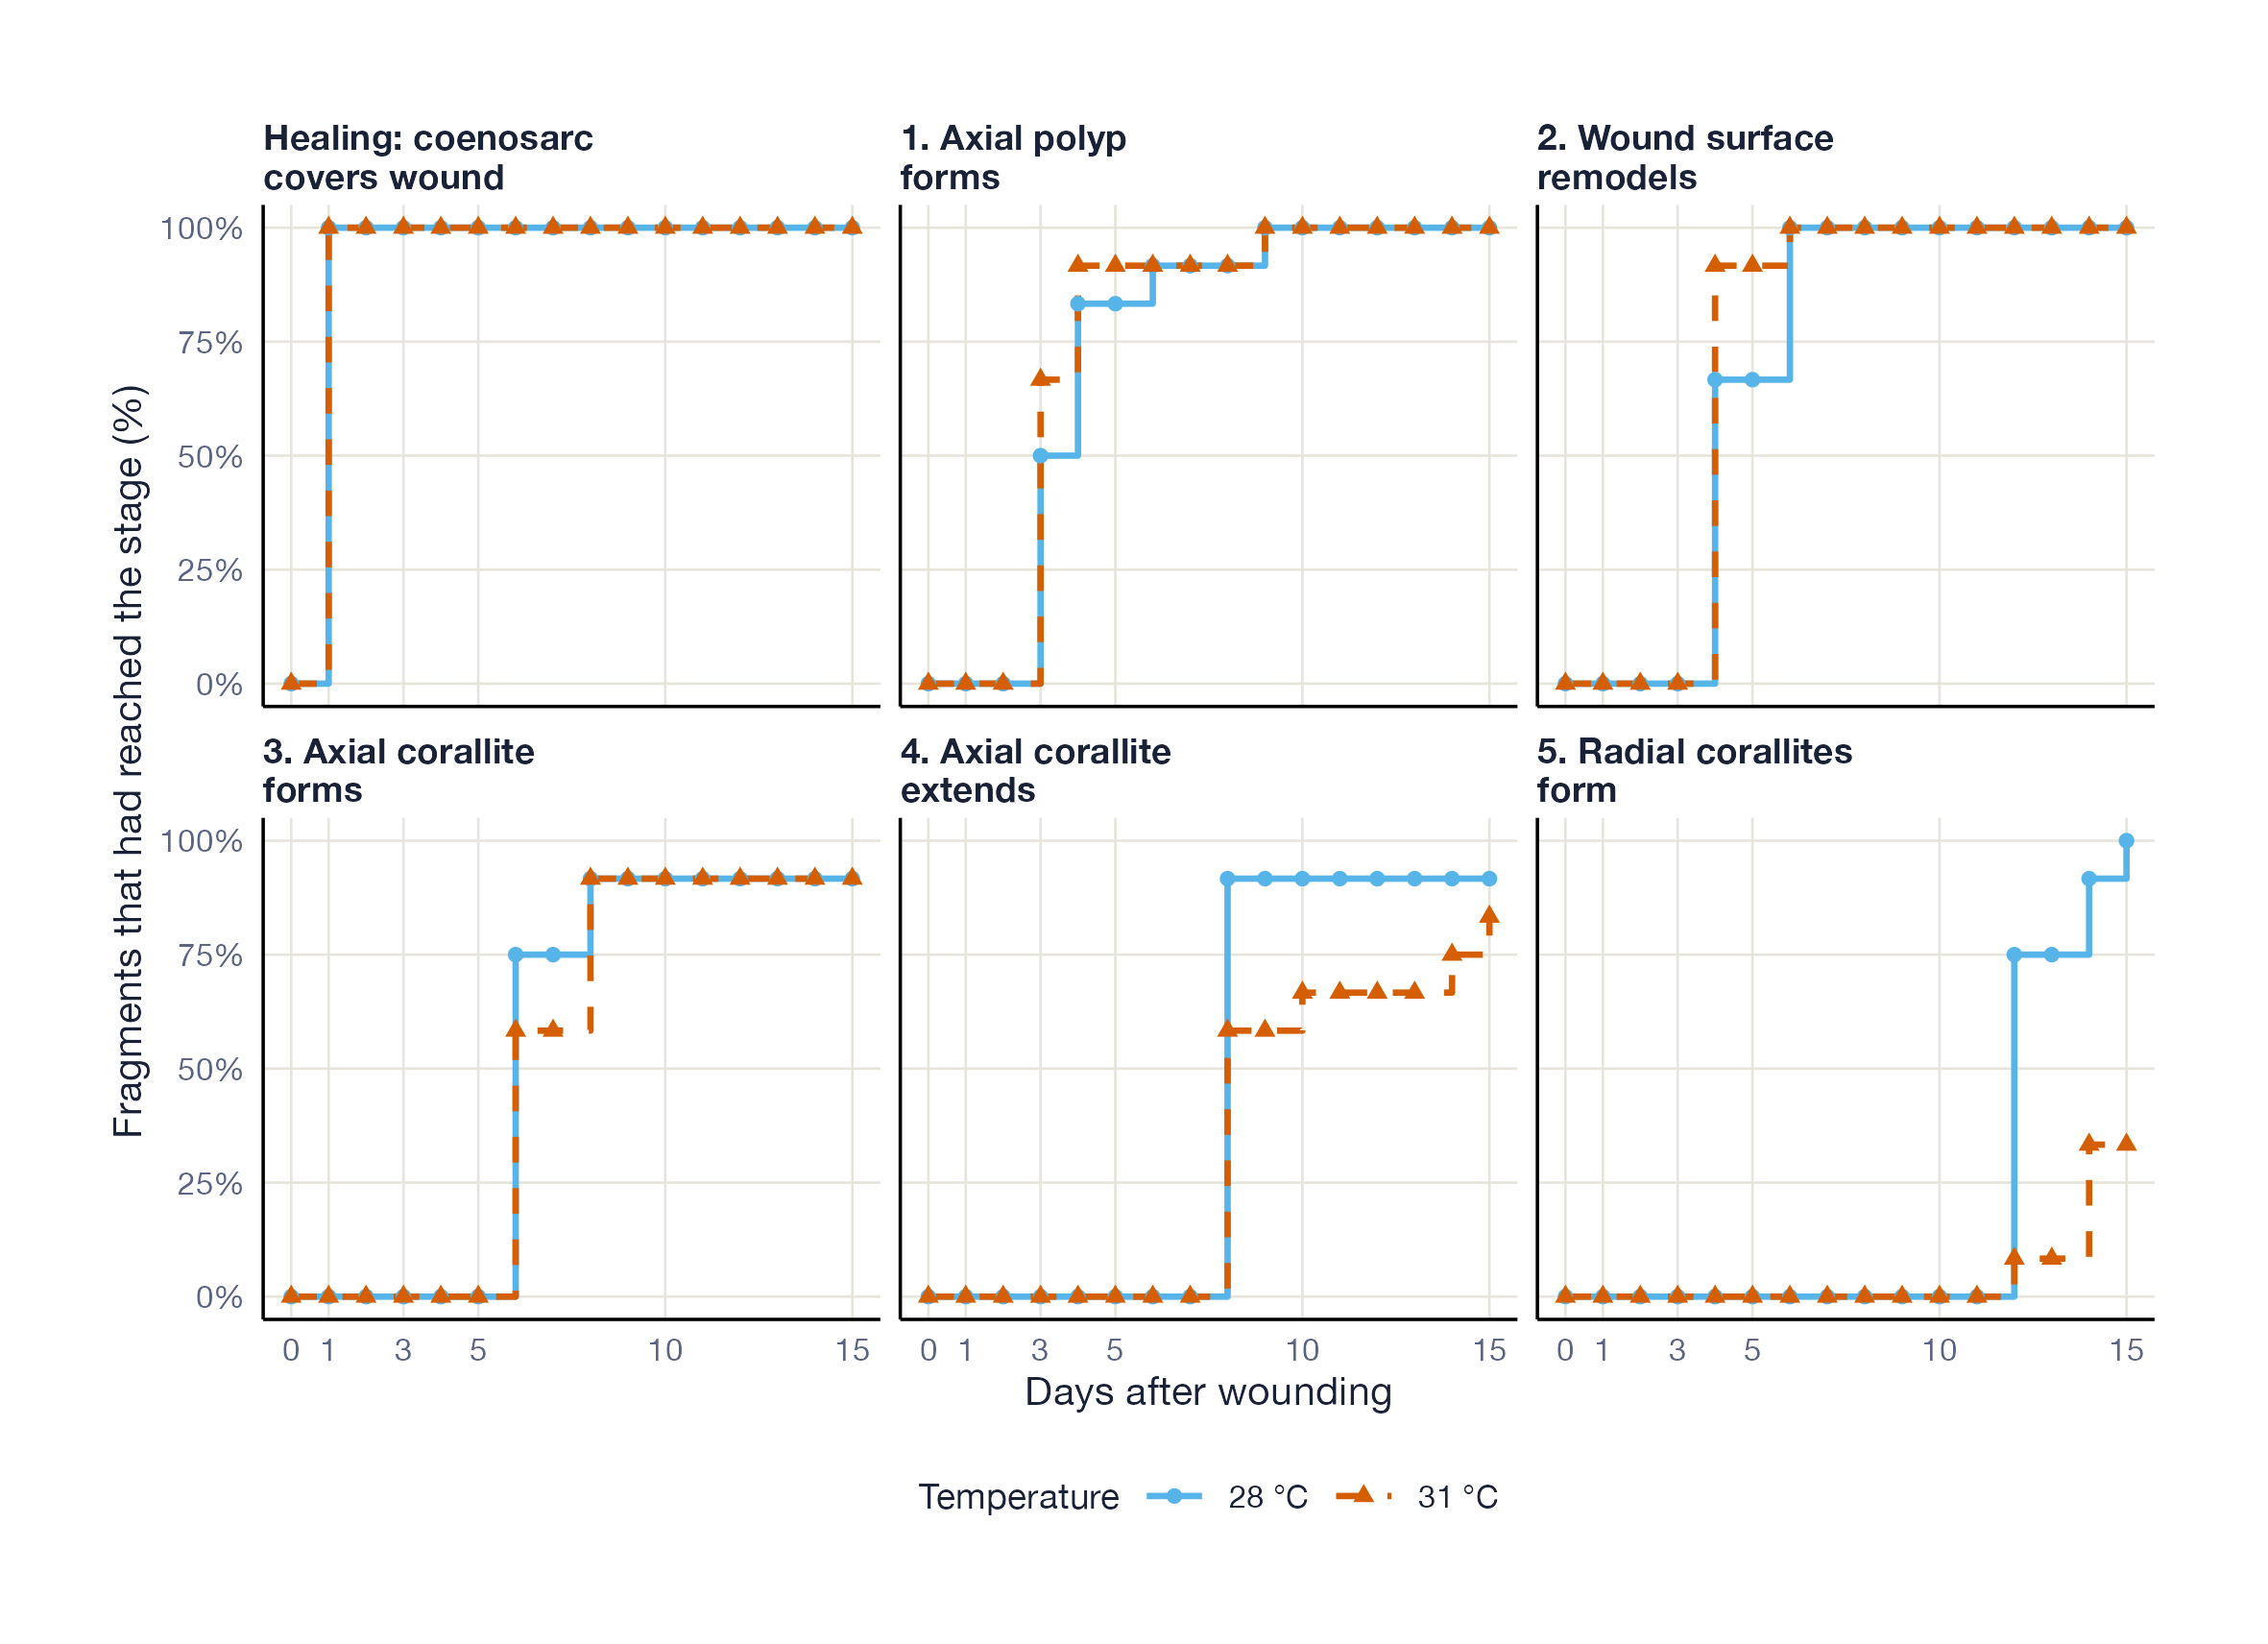 Healing: coenosarc
covers wound
1. Axial polyp
forms
2. Wound surface
remodels
100%
75%
50%
25%
0%
Fragments that had reached the stage (%)
3. Axial corallite
forms
4. Axial corallite
extends
5. Radial corallites
form
100%
75%
50%
25%
0%
0 1 3 5 10 15
0 1 3 5 10 15
0 1 3 5 10 15
Days after wounding
Temperature 28 °C 31 °C